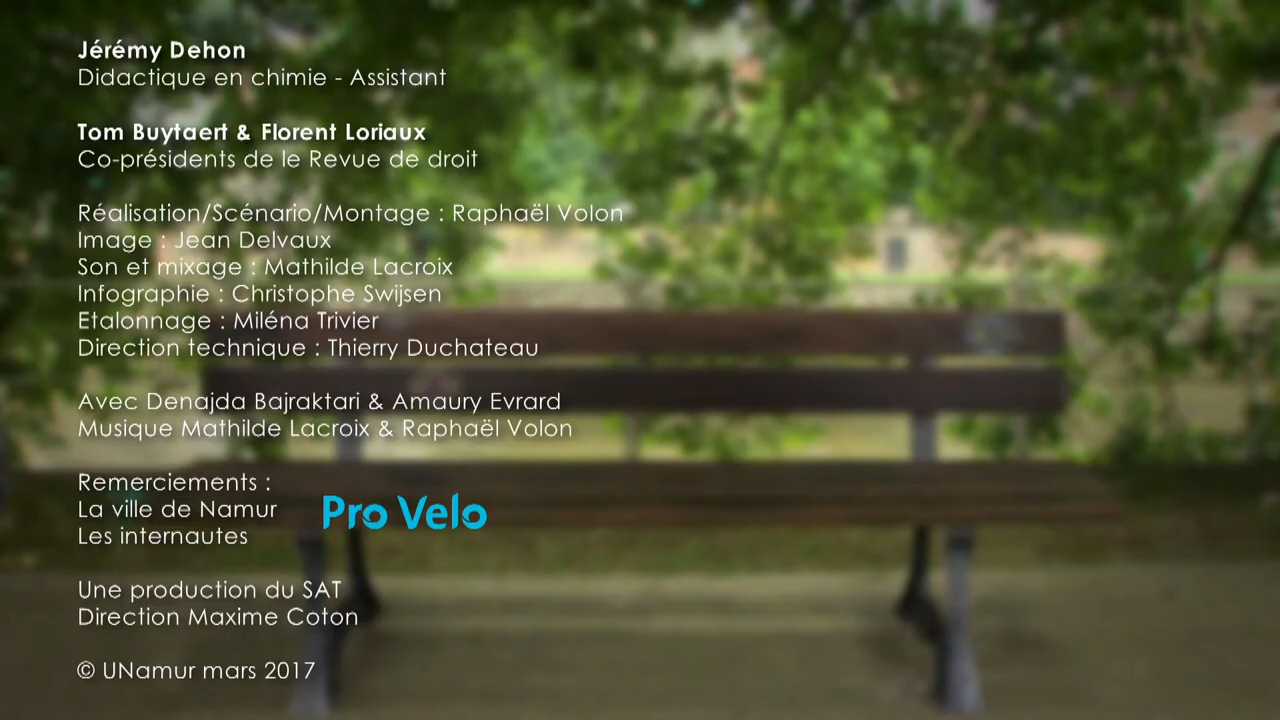 Jérémy Dehon
Didactique en chimie - Assistant
Tom Buytaert & Florent Loriaux
Co-présidents de le Revue de droit
Réalisation/Scénario/Montage : Raphaël Volon
Image : Jean Delvaux
Son et mixage : Mathilde Lacroix
Infographie : Christophe Swijsen
Etalonnage : Miléna Trivier
Direction technique : Thierry Duchateau
Avec Denajda Bajraktari & Amaury Evrard
Musique Mathilde Lacroix & Raphaël Volon
Remerciements :
La ville de Namur
Pro Velo
Les internautes
Une production du SAT
Direction Maxime Coton
© UNamur mars 2017